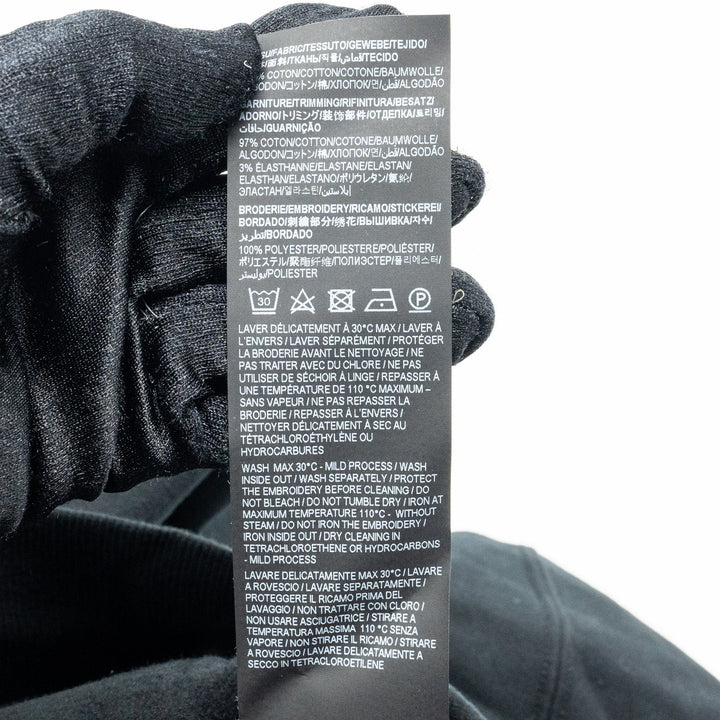 /FABRIC/TESSUTO/GEWEBE/TEJIDO/
/面料/ТКАНЬ/직물/قماش/TECIDO
% COTON/COTTON/COTONE/BAUMWOLLE/
ALGODON/コットン/棉/ХЛОПОК/면/قطن/ALGODÃO
GARNITURE/TRIMMING/RIFINITURA/BESATZ/
ADORNO/トリミング/装饰部件/ОТДЕЛКА/트리밍/
/GUARNIÇÃO
97% COTON/COTTON/COTONE/BAUMWOLLE/
ALGODON/コットン/棉/ХЛОПОК/면/قطن/ALGODÃO
3% ÉLASTHANNE/ELASTANE/ELASTAN/
ELASTHAN/ELASTANO/ポリウレタン/氨纶/
ЭЛАСТАН/엘라스틴/إيلاستين
BRODERIE/EMBROIDERY/RICAMO/STICKEREI/
BORDADO/刺繍部分/绣花/ВЫШИВКА/자수/
تطريز/BORDADO
100% POLYESTER/POLIESTERE/POLIÉSTER/
ポリエステル/聚酯纤维/ПОЛИЭСТЕР/폴리에스터/
بوليستر/POLIESTER
30 P
LAVER DÉLICATEMENT À 30°C MAX / LAVER À
L'ENVERS / LAVER SÉPARÉMENT / PROTÉGER
LA BRODERIE AVANT LE NETTOYAGE / NE
PAS TRAITER AVEC DU CHLORE / NE PAS
UTILISER DE SÉCHOIR À LINGE / REPASSER À
UNE TEMPÉRATURE DE 110 °C MAXIMUM –
SANS VAPEUR / NE PAS REPASSER LA
BRODERIE / REPASSER À L'ENVERS /
NETTOYER DÉLICATEMENT À SEC AU
TÉTRACHLOROÉTHYLÈNE OU
HYDROCARBURES
WASH MAX 30°C - MILD PROCESS / WASH
INSIDE OUT / WASH SEPARATELY / PROTECT
THE EMBROIDERY BEFORE CLEANING / DO
NOT BLEACH / DO NOT TUMBLE DRY / IRON AT
MAXIMUM TEMPERATURE 110°C - WITHOUT
STEAM / DO NOT IRON THE EMBROIDERY /
IRON INSIDE OUT / DRY CLEANING IN
TETRACHLOROETHENE OR HYDROCARBONS
- MILD PROCESS
LAVARE DELICATAMENTE MAX 30°C / LAVARE
A ROVESCIO / LAVARE SEPARATAMENTE /
PROTEGGERE IL RICAMO PRIMA DEL
LAVAGGIO / NON TRATTARE CON CLORO /
NON USARE ASCIUGATRICE / STIRARE A
TEMPERATURA MASSIMA 110 °C SENZA
VAPORE / NON STIRARE IL RICAMO / STIRARE
A ROVESCIO / LAVARE DELICATAMENTE A
SECCO IN TETRACLOROETILENE